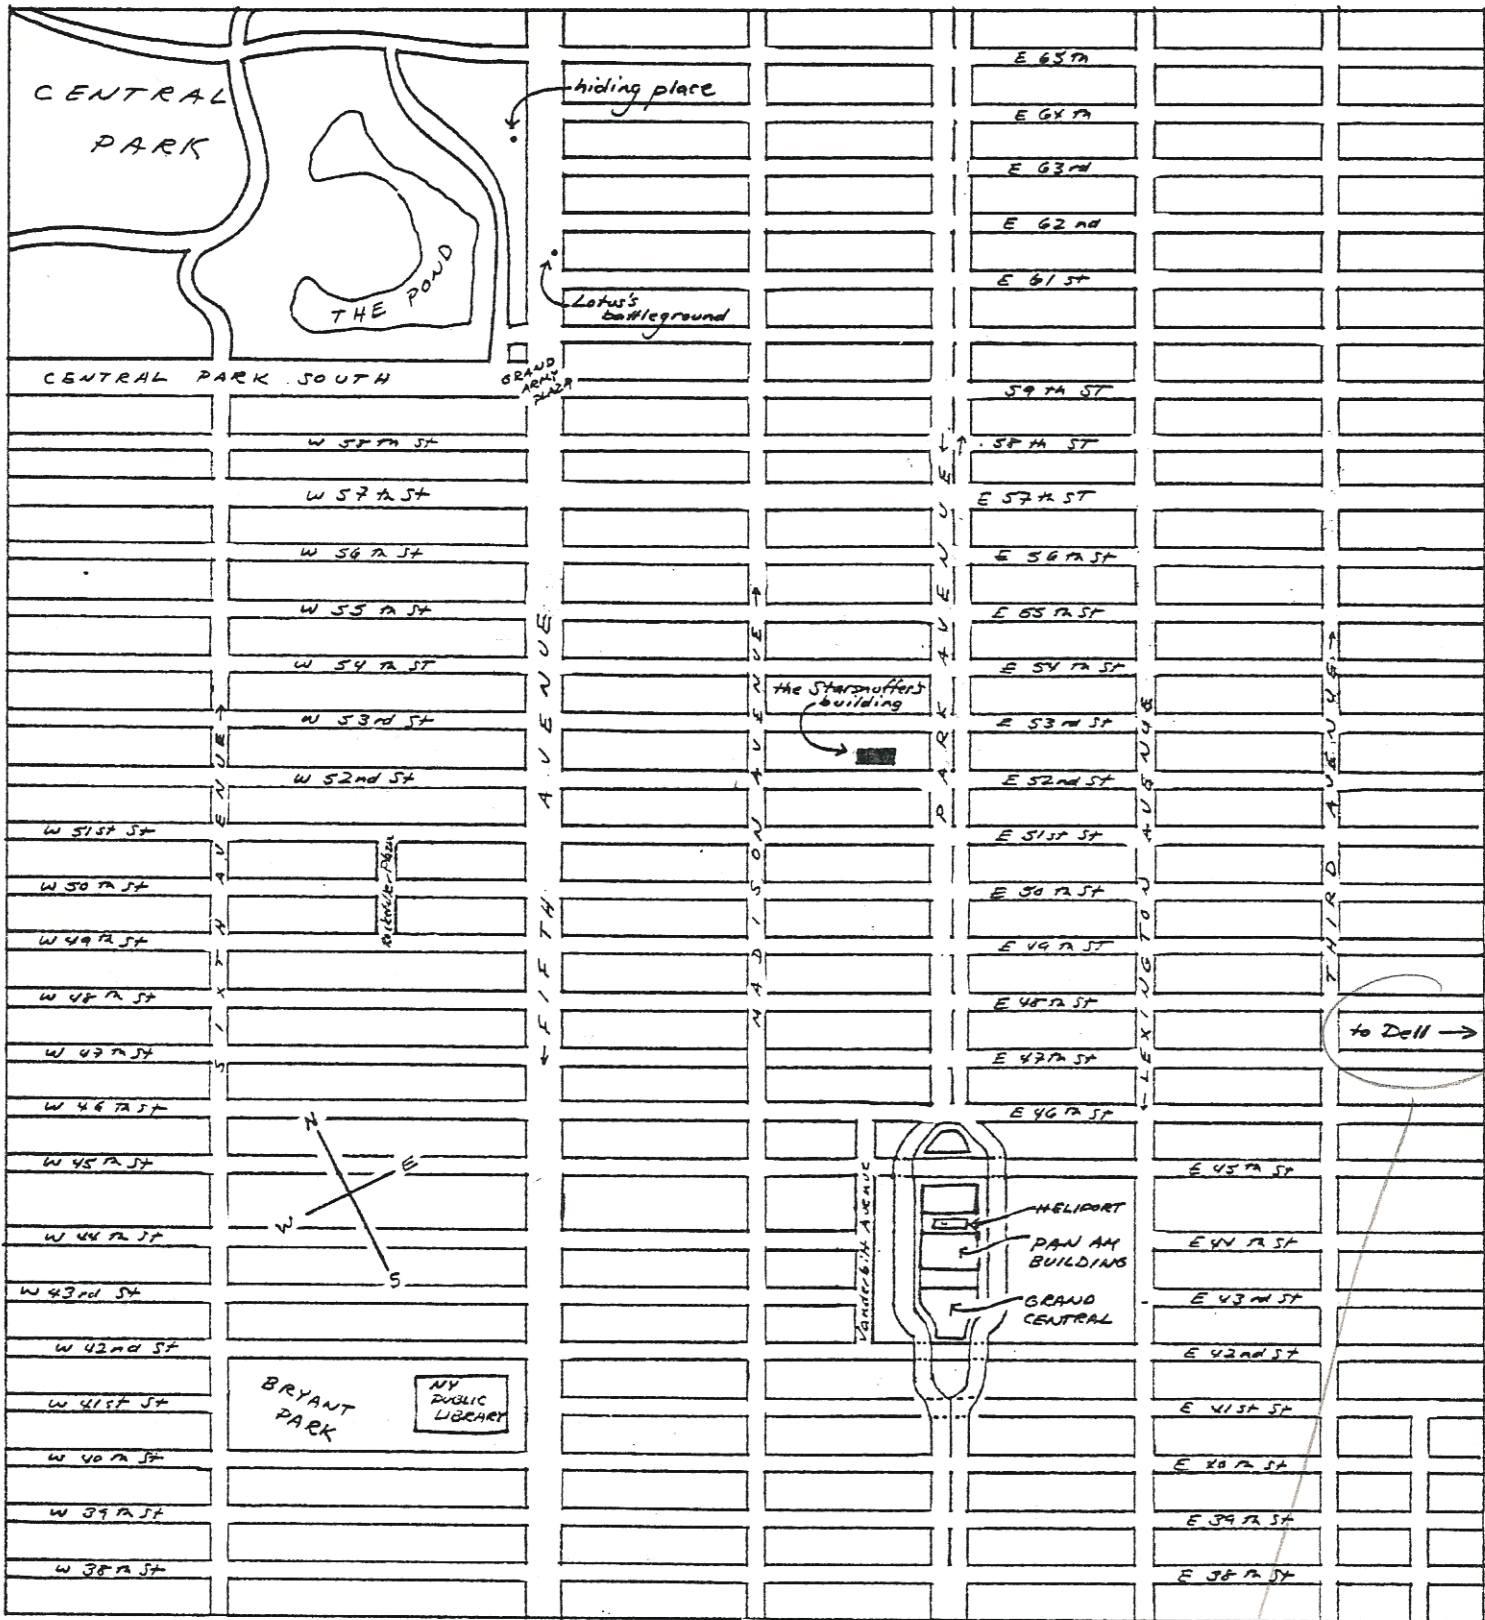 E 65th
hiding place
CENTRAL
PARK
E 64th
E 63rd
E 62nd
THE POND
E 61st
Lotus's
battleground
CENTRAL PARK SOUTH
GRAND
ARMY
PLAZA
59th ST
W 58th St
58th ST
W 57th St
E 57th ST
W 56th St
E 56th St
W 55th St
E 55th St
W 54th ST
E 54th St
the Starsnuffer's
building
W 53rd St
E 53rd St
W 52nd St
E 52nd St
W 51st St
E 51st St
Rockefeller Plaza
W 50th St
E 50th St
W 49th St
E 49th ST
W 48th St
E 48th St
to Dell →
W 47th St
E 47th St
SIXTH AVENUE →
← FIFTH AVENUE
MADISON AVENUE →
PARK AVENUE
← LEXINGTON AVENUE
THIRD AVENUE →
W 46th St
E 46th St
N
E
W
S
W 45th St
E 45th St
Vanderbilt Avenue
HELIPORT
W 44th St
PAN AM
BUILDING
E 44th St
W 43rd St
GRAND
CENTRAL
E 43rd St
W 42nd St
E 42nd St
BRYANT
PARK
NY
PUBLIC
LIBRARY
W 41st St
E 41st St
W 40th St
E 40th St
W 39th St
E 39th St
W 38th St
E 38th St